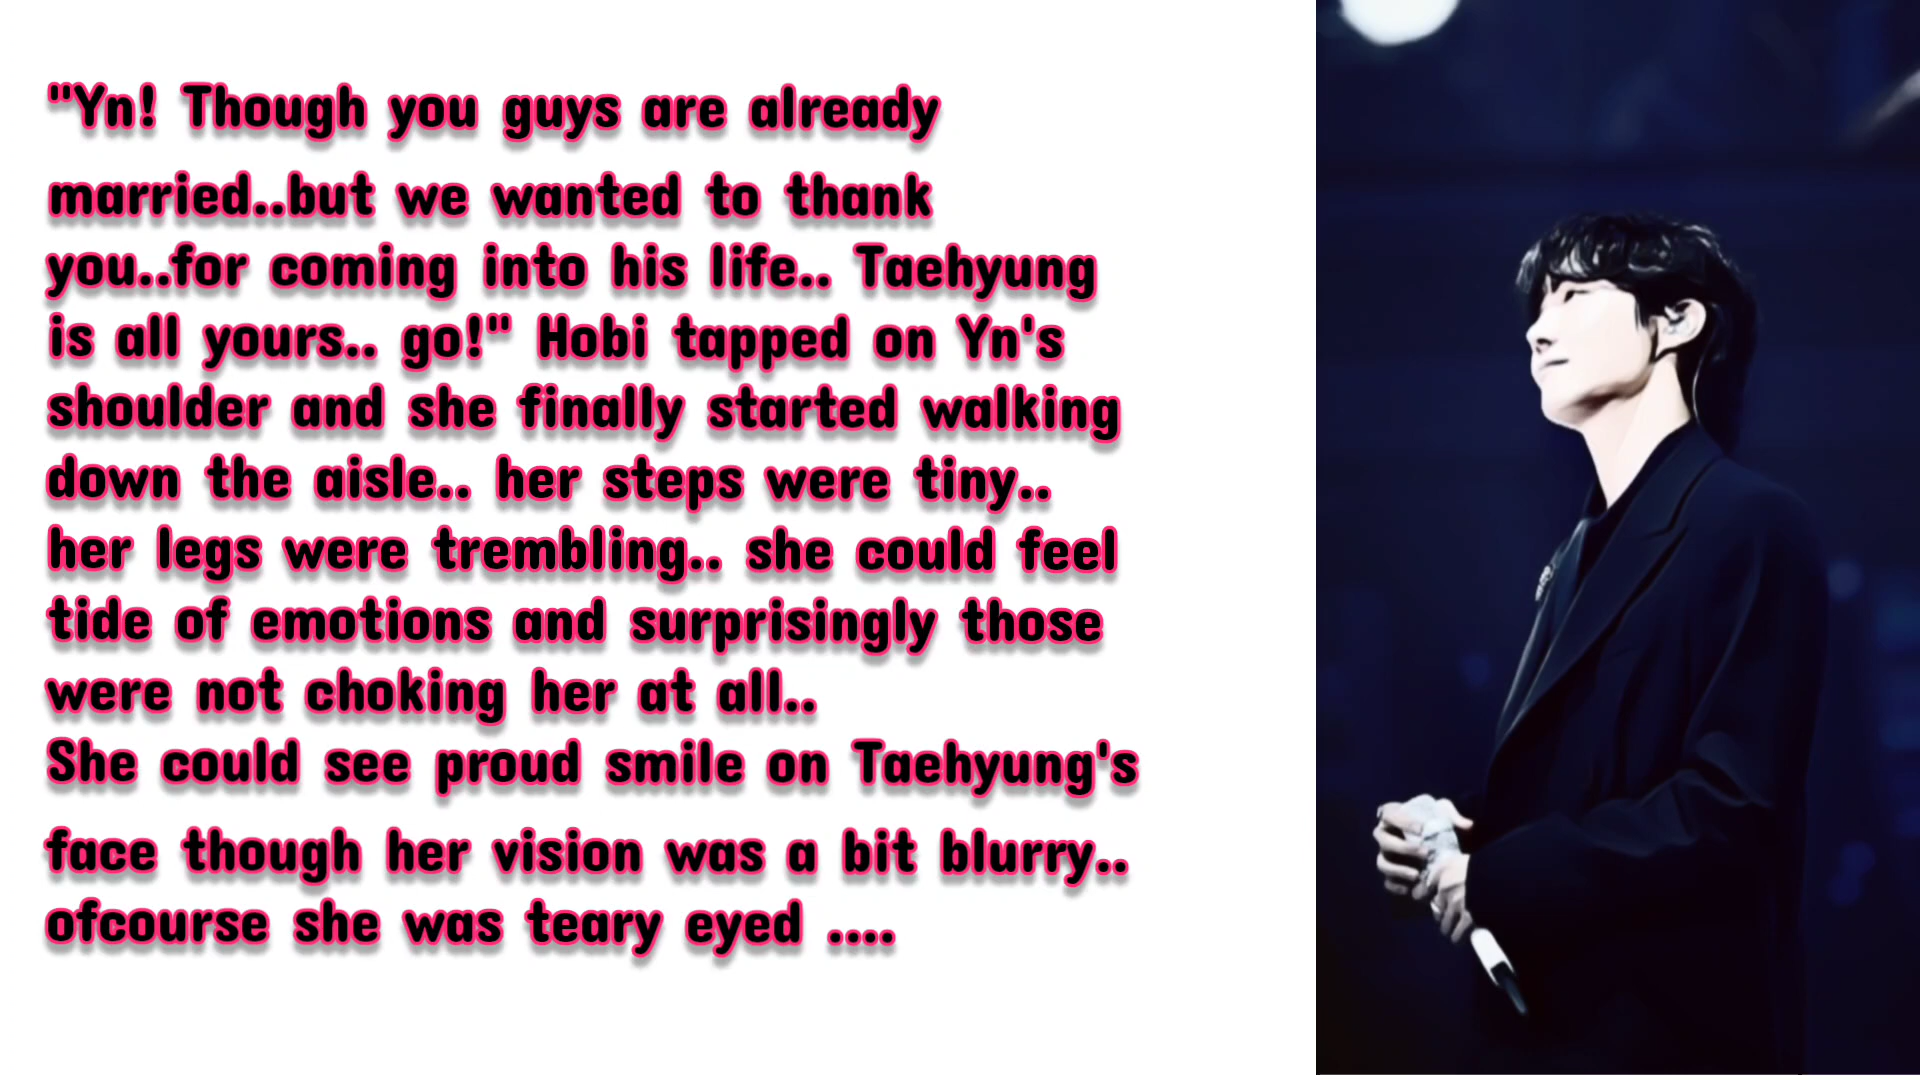 "Yn! Though you guys are already
married..but we wanted to thank
you..for coming into his life.. Taehyung
is all yours.. go!" Hobi tapped on Yn's
shoulder and she finally started walking
down the aisle.. her steps were tiny..
her legs were trembling.. she could feel
tide of emotions and surprisingly those
were not choking her at all..
She could see proud smile on Taehyung's
face though her vision was a bit blurry..
ofcourse she was teary eyed ....